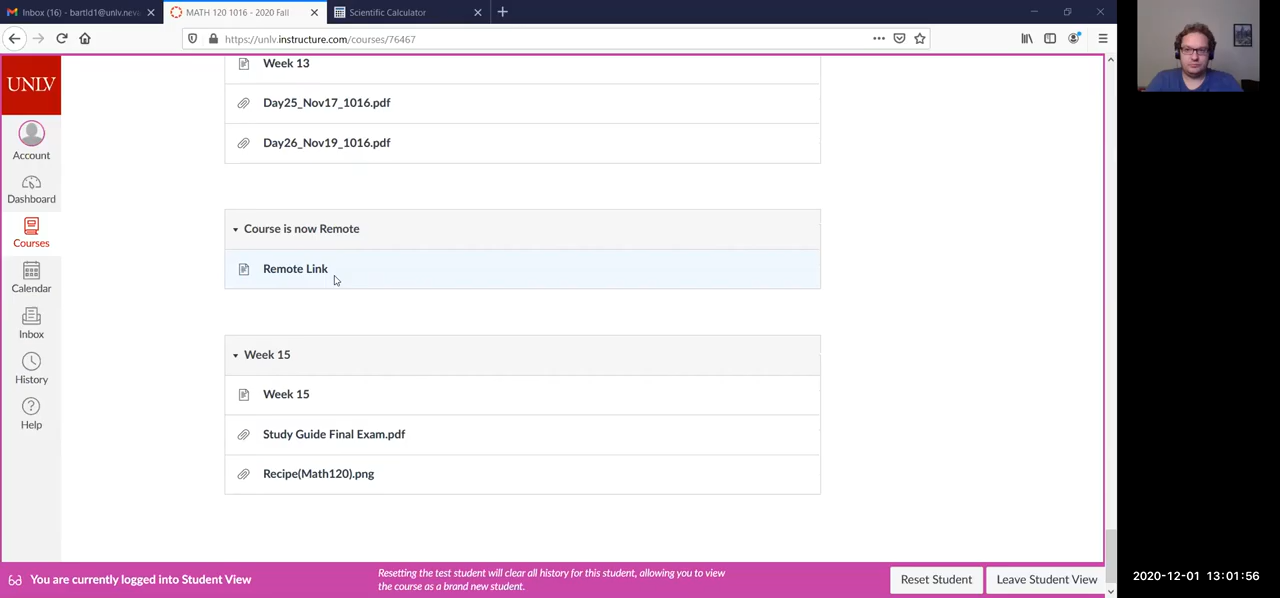 Inbox (16) - bartld1@unlv.neva
MATH 120 1016 - 2020 Fall
Scientific Calculator
https://unlv.instructure.com/courses/76467
UNLV
Account
Dashboard
Courses
Calendar
Inbox
History
Help
Week 13
Day25_Nov17_1016.pdf
Day26_Nov19_1016.pdf
Course is now Remote
Remote Link
Week 15
Week 15
Study Guide Final Exam.pdf
Recipe(Math120).png
You are currently logged into Student View
Resetting the test student will clear all history for this student, allowing you to view
the course as a brand new student.
Reset Student
Leave Student View
2020-12-01 13:01:56